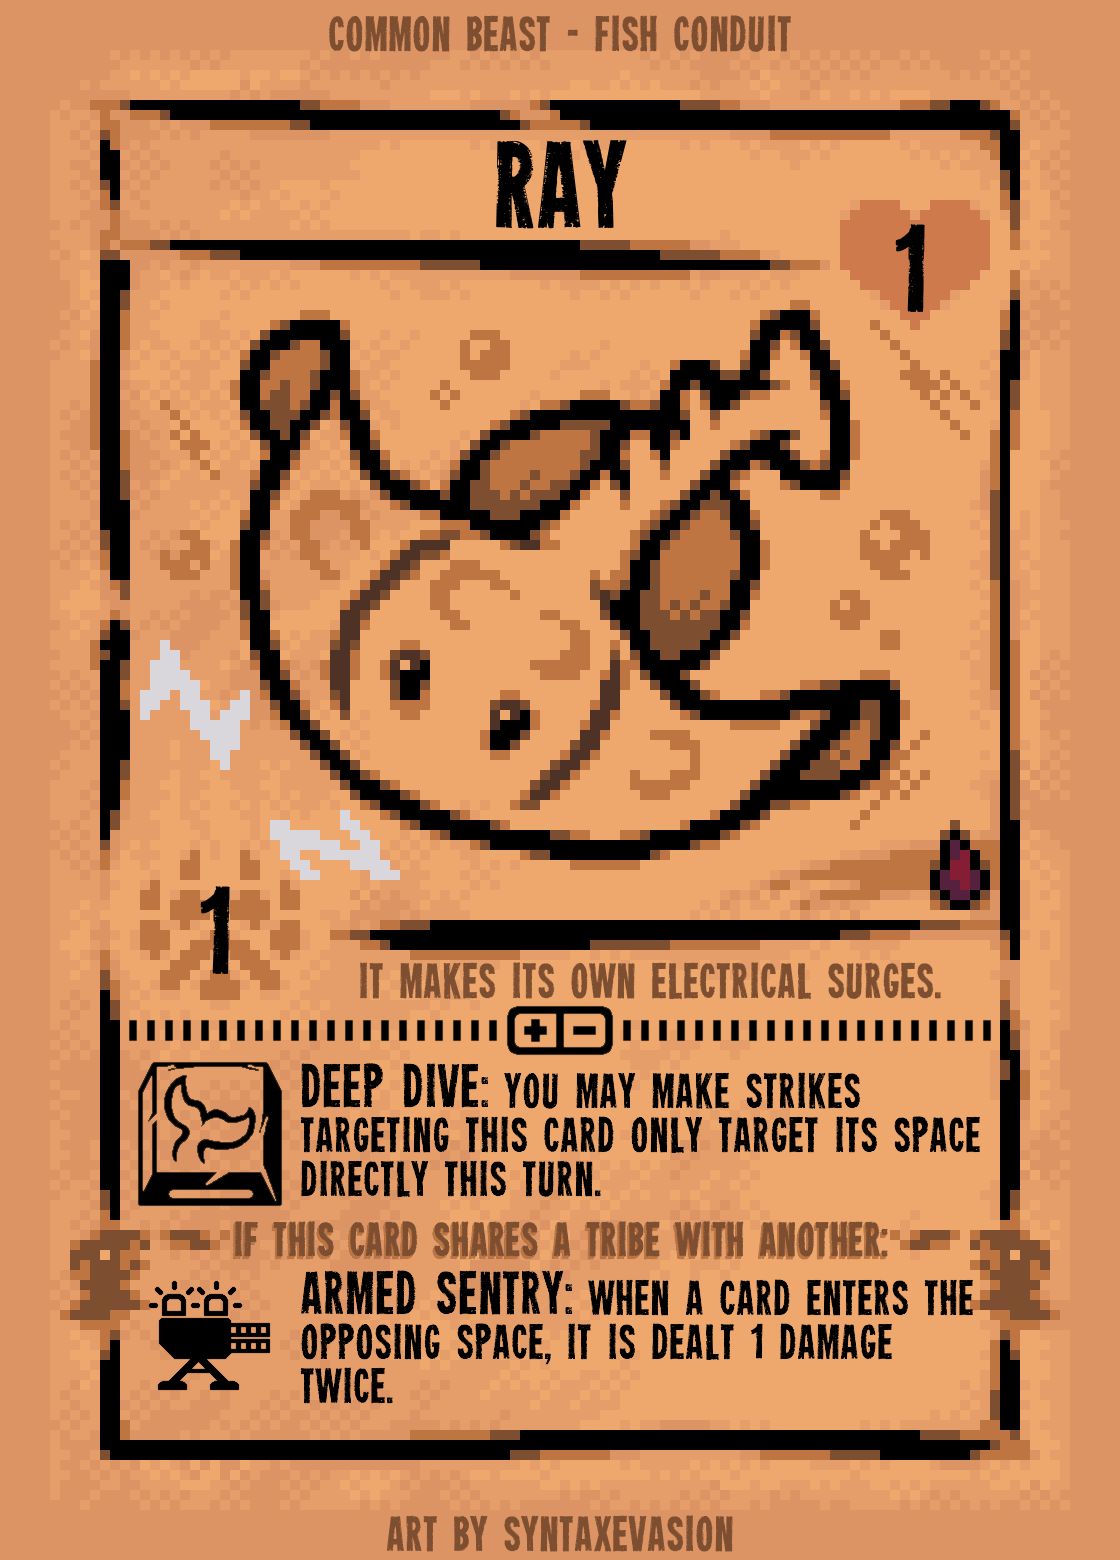 COMMON BEAST - FISH CONDUIT
RAY
1
1
IT MAKES ITS OWN ELECTRICAL SURGES.
DEEP DIVE: YOU MAY MAKE STRIKES
TARGETING THIS CARD ONLY TARGET ITS SPACE
DIRECTLY THIS TURN.
IF THIS CARD SHARES A TRIBE WITH ANOTHER:
ARMED SENTRY: WHEN A CARD ENTERS THE
OPPOSING SPACE, IT IS DEALT 1 DAMAGE
TWICE.
ART BY SYNTAXEVASION